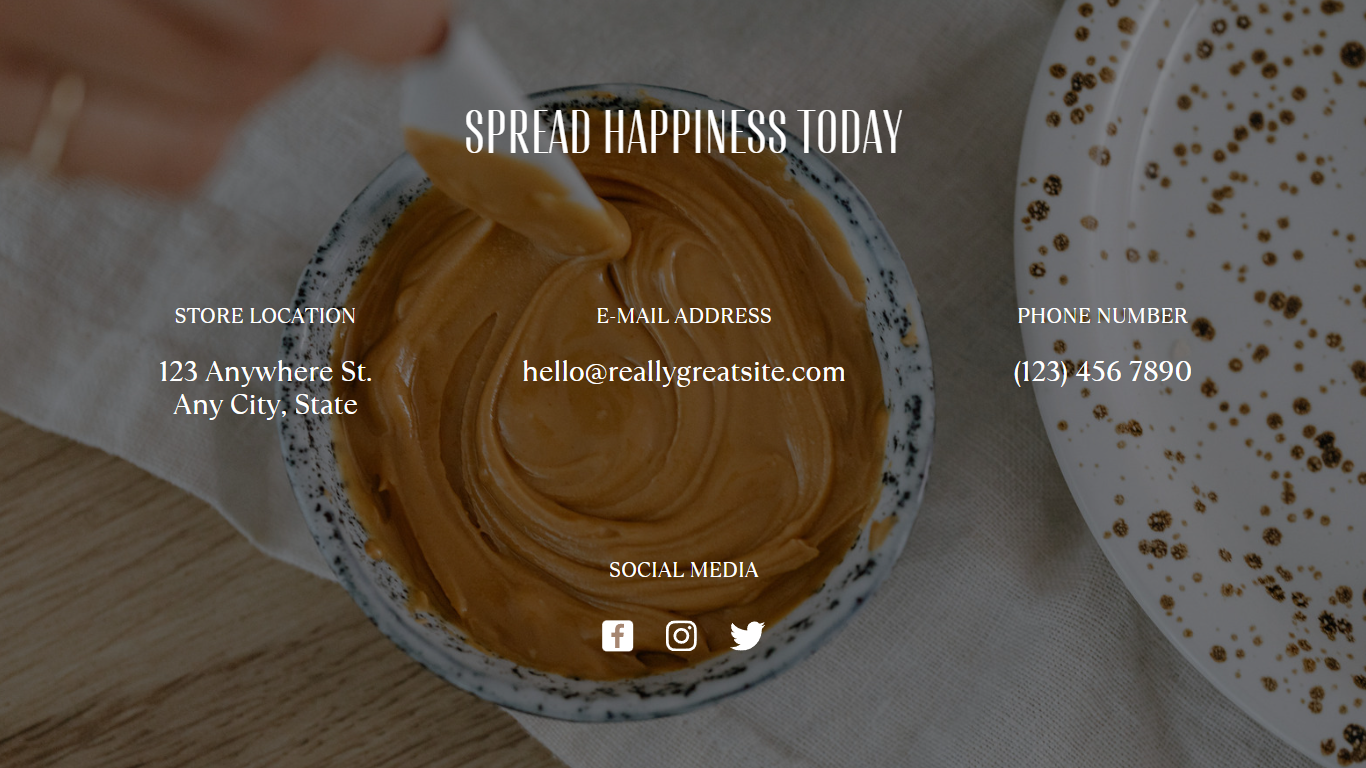 SPREAD HAPPINESS TODAY
STORE LOCATION
123 Anywhere St.
Any City, State
E-MAIL ADDRESS
hello@reallygreatsite.com
PHONE NUMBER
(123) 456 7890
SOCIAL MEDIA